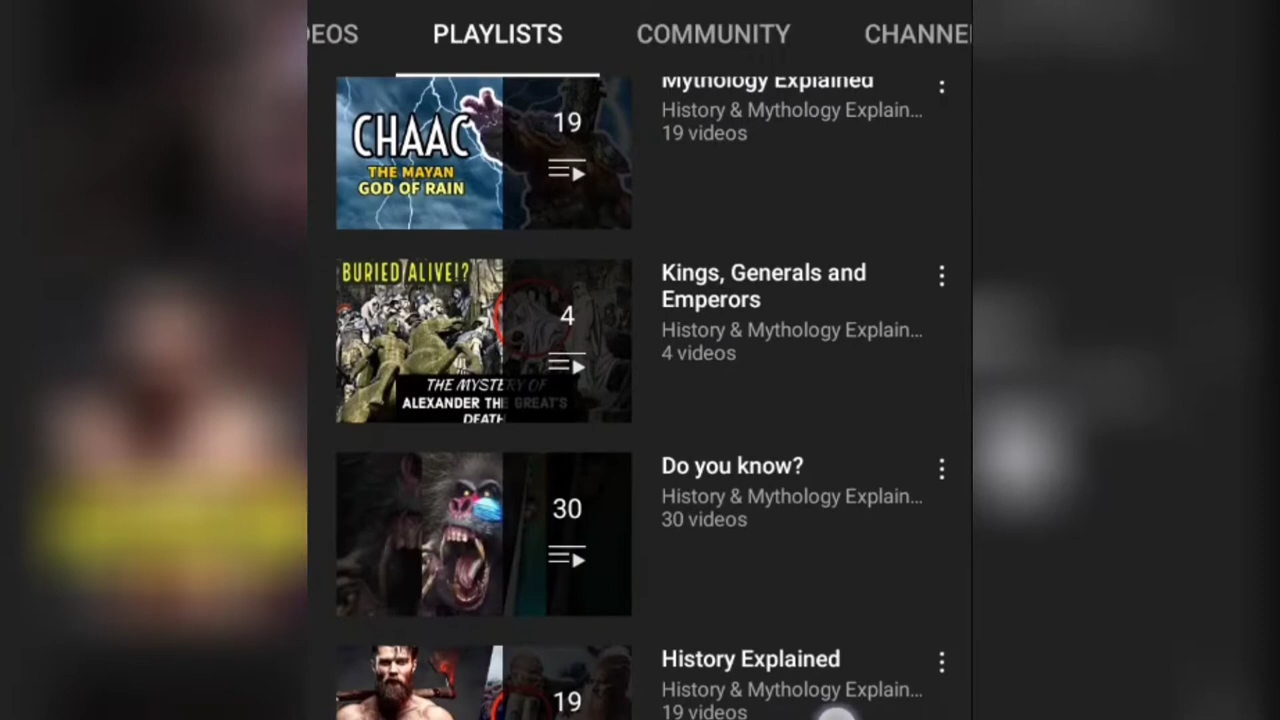 DEOS PLAYLISTS COMMUNITY CHANNE
Mythology Explained
History & Mythology Explain...
19 videos
CHAAC
THE MAYAN
GOD OF RAIN
19
Kings, Generals and
Emperors
History & Mythology Explain...
4 videos
BURIED ALIVE!?
4
THE MYSTERY OF
ALEXANDER THE GREAT'S
DEATH
Do you know?
History & Mythology Explain...
30 videos
30
History Explained
History & Mythology Explain...
19 videos
19